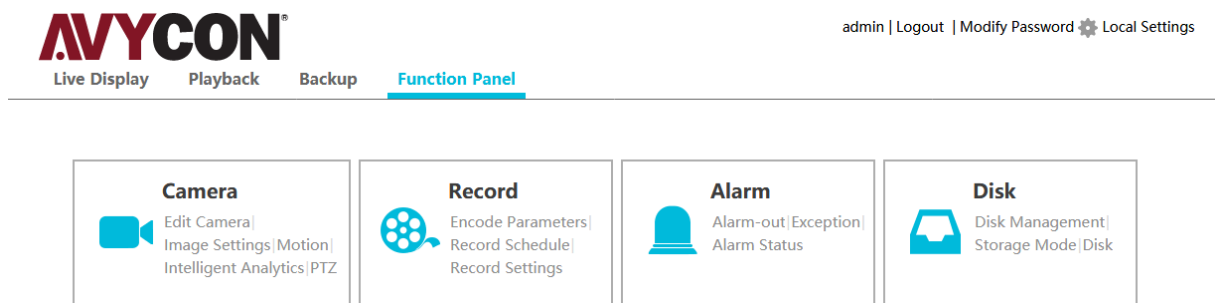 AVYCON®
admin | Logout | Modify Password Local Settings
Live Display Playback Backup Function Panel
Camera
Edit Camera|
Image Settings|Motion|
Intelligent Analytics|PTZ
Record
Encode Parameters|
Record Schedule|
Record Settings
Alarm
Alarm-out|Exception|
Alarm Status
Disk
Disk Management|
Storage Mode|Disk